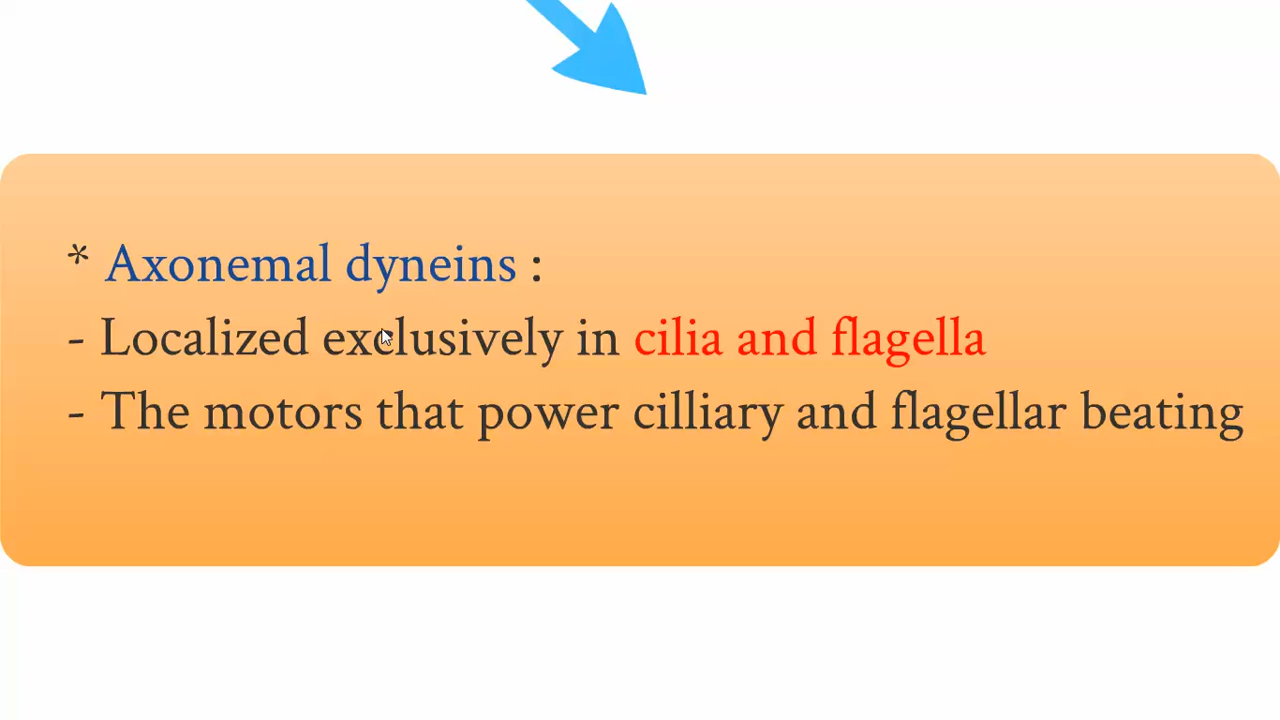 * Axonemal dyneins :
- Localized exclusively in cilia and flagella
- The motors that power cilliary and flagellar beating